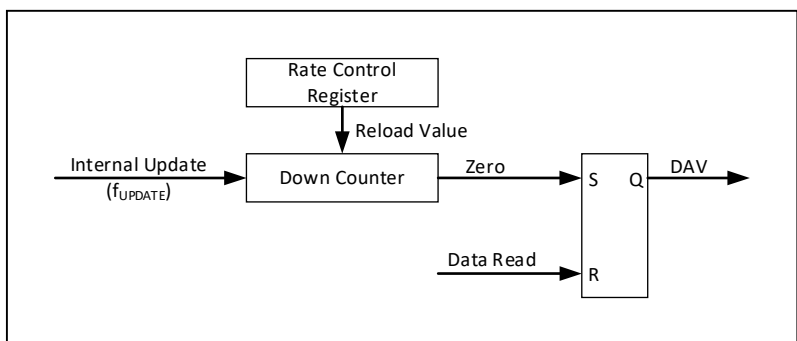 Rate Control
Register
Reload Value
Internal Update
(fUPDATE)
Down Counter
Zero
S
Q
DAV
Data Read
R